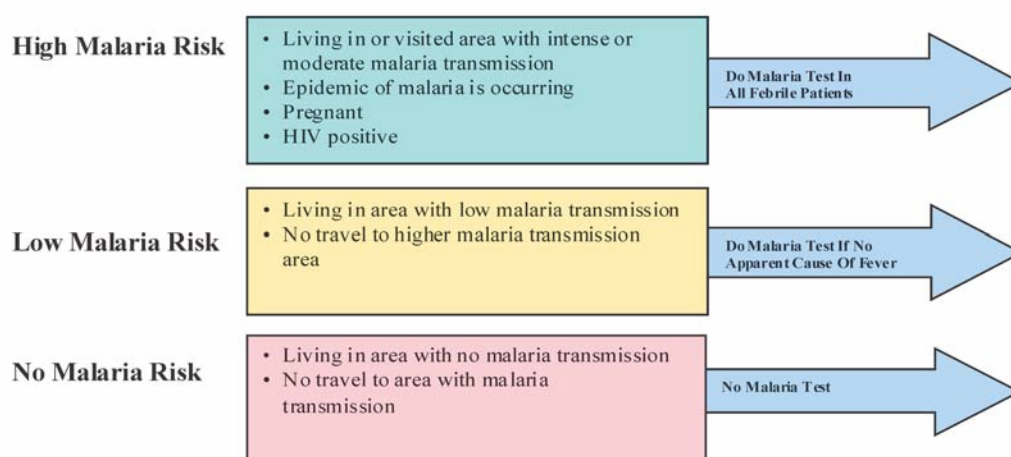 High Malaria Risk
• Living in or visited area with intense or
moderate malaria transmission
• Epidemic of malaria is occurring
• Pregnant
• HIV positive
Do Malaria Test In
All Febrile Patients
Low Malaria Risk
• Living in area with low malaria transmission
• No travel to higher malaria transmission
area
Do Malaria Test If No
Apparent Cause Of Fever
No Malaria Risk
• Living in area with no malaria transmission
• No travel to area with malaria
transmission
No Malaria Test